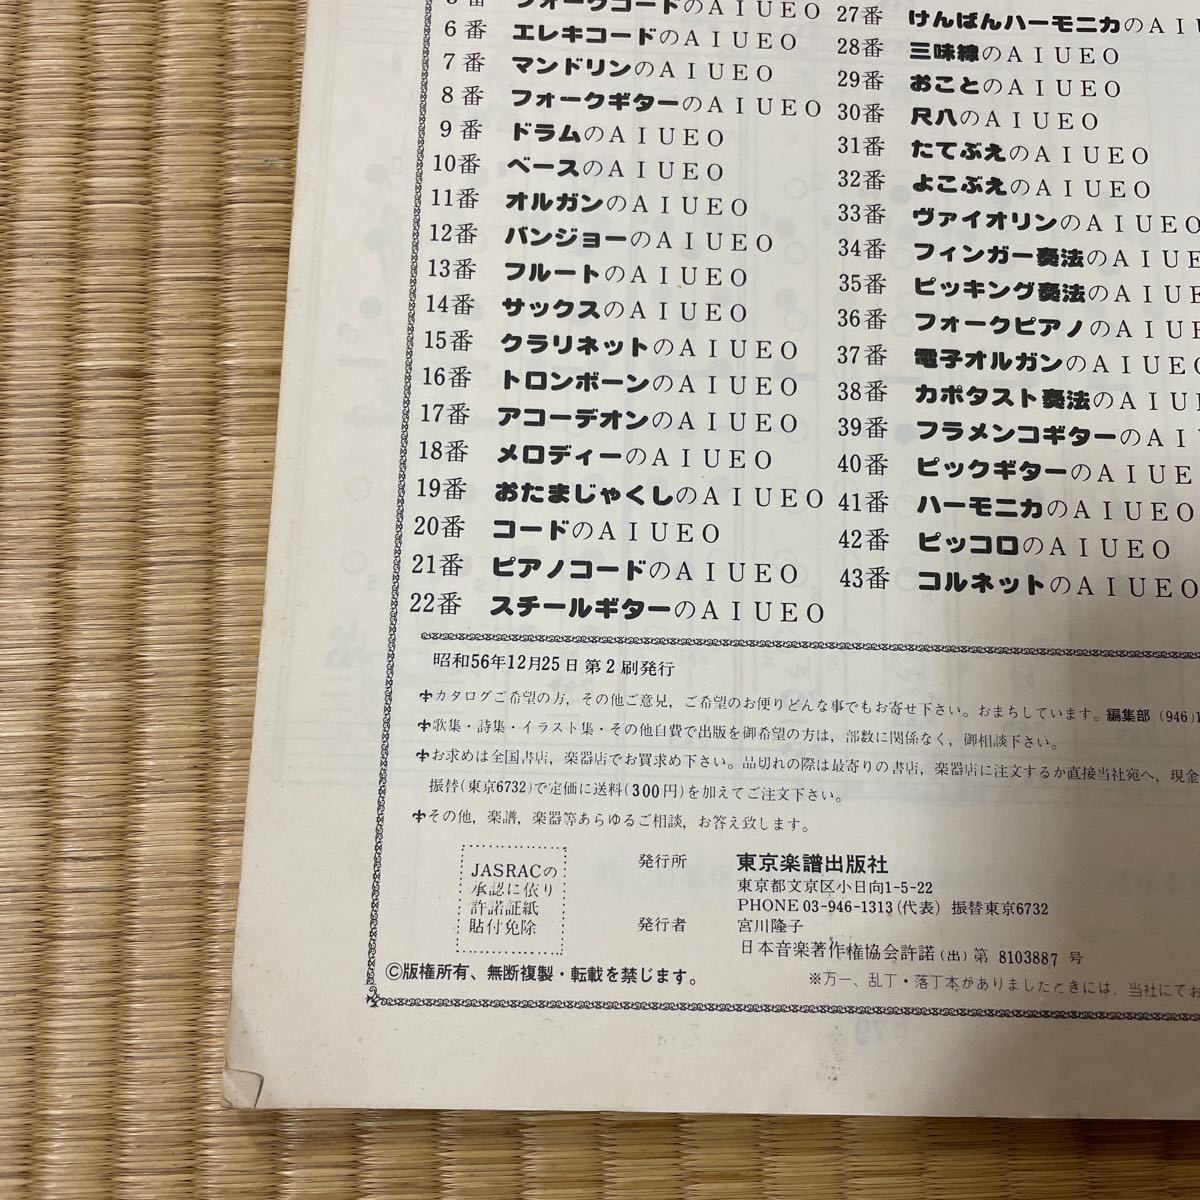 5番 フォークコードのAIUEO
6番 エレキコードのAIUEO
7番 マンドリンのAIUEO
8番 フォークギターのAIUEO
9番 ドラムのAIUEO
10番 ベースのAIUEO
11番 オルガンのAIUEO
12番 バンジョーのAIUEO
13番 フルートのAIUEO
14番 サックスのAIUEO
15番 クラリネットのAIUEO
16番 トロンボーンのAIUEO
17番 アコーデオンのAIUEO
18番 メロディーのAIUEO
19番 おたまじゃくしのAIUEO
20番 コードのAIUEO
21番 ピアノコードのAIUEO
22番 スチールギターのAIUEO
27番 けんばんハーモニカのAIU
28番 三味線のAIUEO
29番 おことのAIUEO
30番 尺八のAIUEO
31番 たてぶえのAIUEO
32番 よこぶえのAIUEO
33番 ヴァイオリンのAIUEO
34番 フィンガー奏法のAIUE
35番 ピッキング奏法のAIUE
36番 フォークピアノのAIUE
37番 電子オルガンのAIUEO
38番 カポタスト奏法のAIU
39番 フラメンコギターのAIU
40番 ピックギターのAIUE
41番 ハーモニカのAIUEO
42番 ピッコロのAIUEO
43番 コルネットのAIUEO
昭和56年12月25日 第2刷発行
✤カタログご希望の方，その他ご意見，ご希望のお便りどんな事でもお寄せ下さい。おまちしています。編集部 (946)1
✤歌集・詩集・イラスト集・その他自費で出版を御希望の方は，部数に関係なく，御相談下さい。
✤お求めは全国書店，楽器店でお買求め下さい。品切れの際は最寄りの書店，楽器店に注文するか直接当社宛へ、現金
振替(東京6732)で定価に送料(300円)を加えてご注文下さい。
✤その他，楽譜，楽器等あらゆるご相談，お答え致します。
JASRACの
承認に依り
許諾証紙
貼付免除
発行所 東京楽譜出版社
東京都文京区小日向1-5-22
PHONE 03-946-1313(代表) 振替東京6732
発行者 宮川隆子
日本音楽著作権協会許諾(出)第 8103887 号
©版権所有、無断複製・転載を禁じます。
※万一、乱丁・落丁本がありましたときには、当社にてお